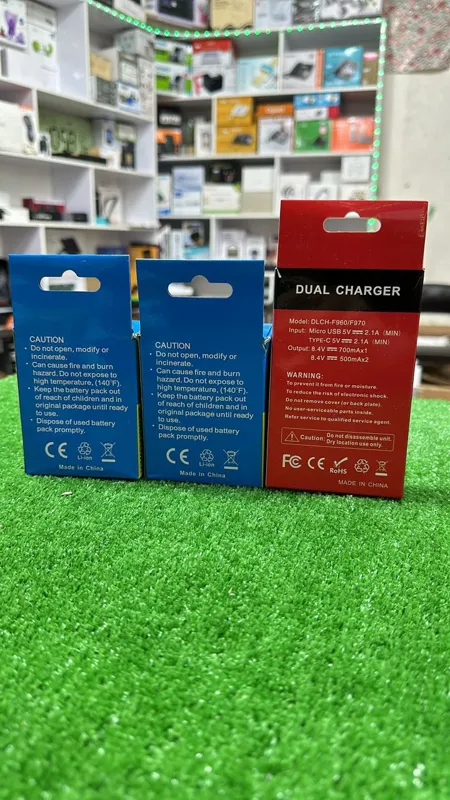 CAUTION
• Do not open, modify or
incinerate.
• Can cause fire and burn
hazard. Do not expose to
high temperature, (140°F).
• Keep the battery pack out
of reach of children and in
original package until ready
to use.
• Dispose of used battery
pack promptly.
CE
Li-ion
Made in China
CAUTION
• Do not open, modify or
incinerate.
• Can cause fire and burn
hazard. Do not expose to
high temperature, (140°F).
• Keep the battery pack out
of reach of children and in
original package until ready
to use.
• Dispose of used battery
pack promptly.
CE
Li-ion
Made in China
DUAL CHARGER
Model: DLCH-F960/F970
Input: Micro USB 5V⎓2.1A (MIN)
TYPE-C 5V⎓2.1A (MIN)
Output: 8.4V⎓700mAx1
8.4V⎓500mAx2
WARNING:
To prevent it from fire or moisture.
To reduce the risk of electronic shock.
Do not remove cover (or back plate).
No user-serviceable parts inside.
Refer service to qualified service agent.
Caution: Do not disassemble unit.
Dry location use only.
FC CE RoHS
MADE IN CHINA